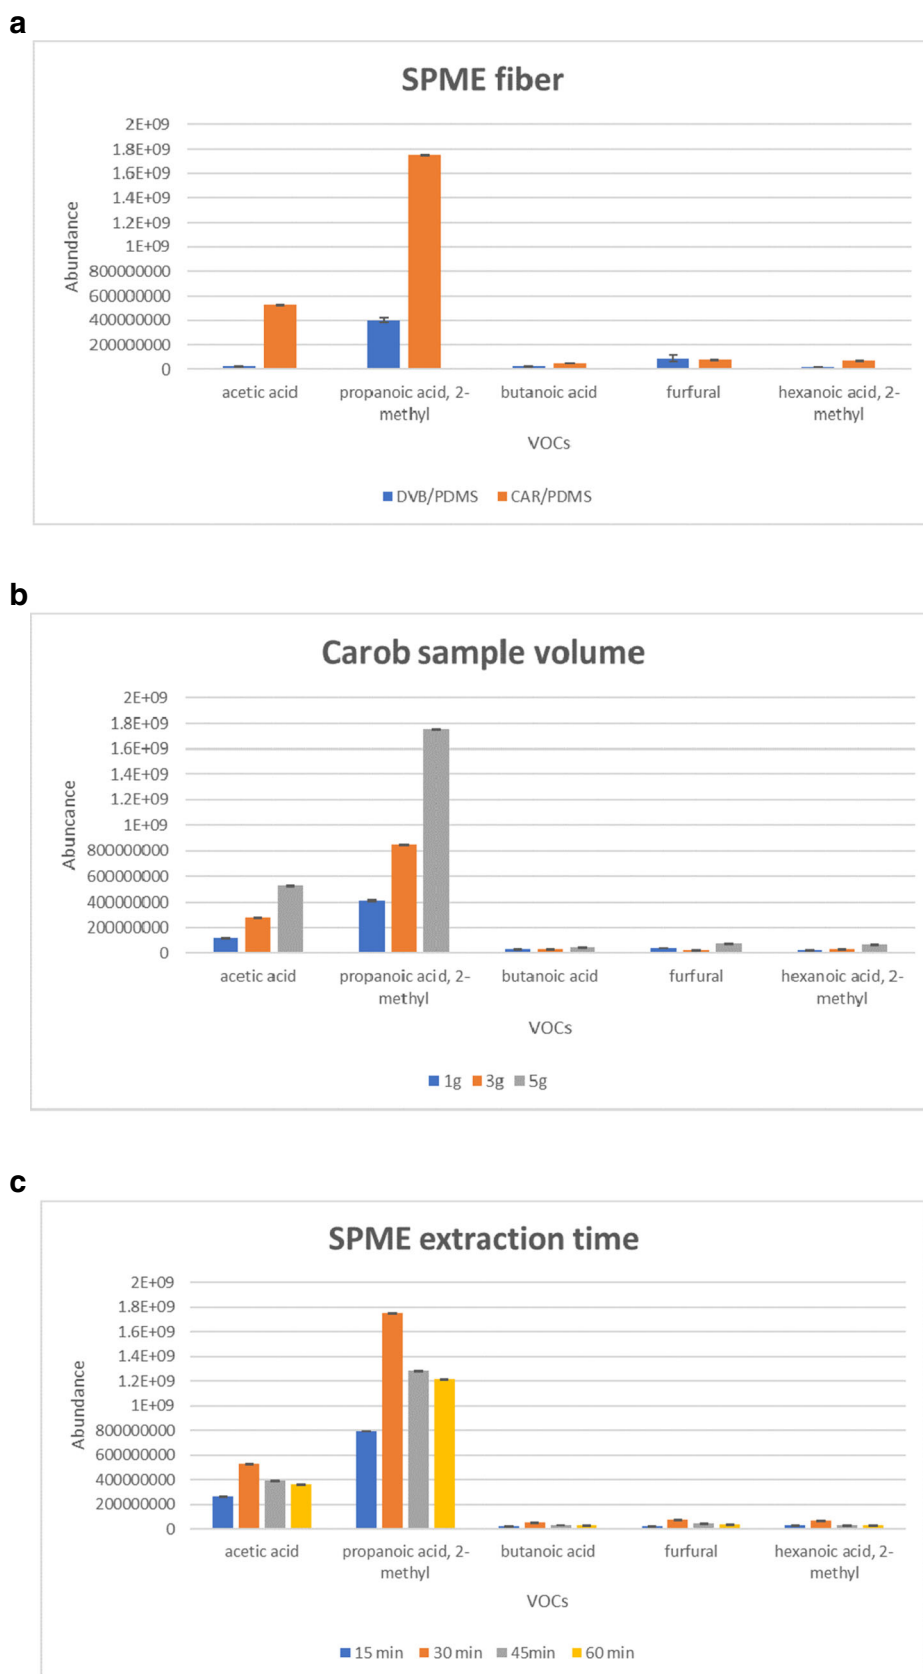 a
SPME fiber
2E+09
1.8E+09
1.6E+09
1.4E+09
1.2E+09
1E+09
800000000
600000000
400000000
200000000
0
Abundance
acetic acid
propanoic acid, 2-
methyl
butanoic acid
furfural
hexanoic acid, 2-
methyl
VOCs
DVB/PDMS CAR/PDMS
b
Carob sample volume
2E+09
1.8E+09
1.6E+09
1.4E+09
1.2E+09
1E+09
800000000
600000000
400000000
200000000
0
Abuncance
acetic acid
propanoic acid, 2-
methyl
butanoic acid
furfural
hexanoic acid, 2-
methyl
VOCs
1g 3g 5g
c
SPME extraction time
2E+09
1.8E+09
1.6E+09
1.4E+09
1.2E+09
1E+09
800000000
600000000
400000000
200000000
0
Abundance
acetic acid
propanoic acid, 2-
methyl
butanoic acid
furfural
hexanoic acid, 2-
methyl
VOCs
15 min 30 min 45min 60 min